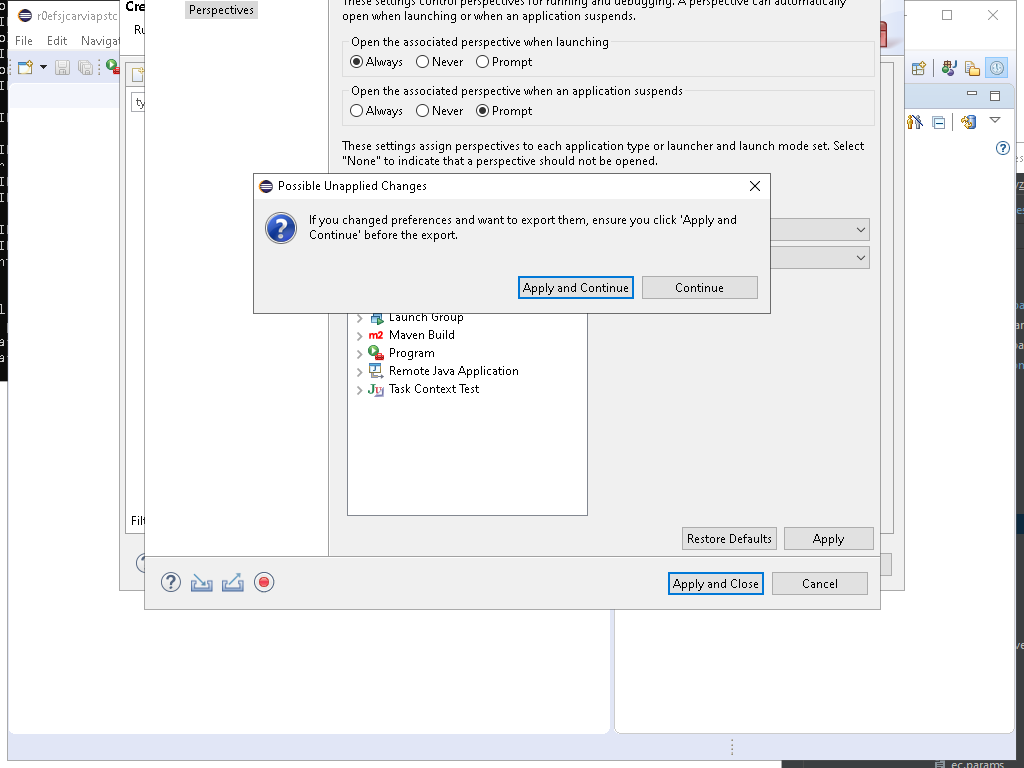 Perspectives
These settings control perspectives for running and debugging. A perspective can automatically
open when launching or when an application suspends.
r0efsjcarviapstc
Cre
File Edit Navigat
Ru
Open the associated perspective when launching
Always Never Prompt
Open the associated perspective when an application suspends
ty
Always Never Prompt
These settings assign perspectives to each application type or launcher and launch mode set. Select
"None" to indicate that a perspective should not be opened.
Possible Unapplied Changes
If you changed preferences and want to export them, ensure you click 'Apply and
Continue' before the export.
Apply and Continue Continue
Launch Group
m2 Maven Build
Program
Remote Java Application
Task Context Test
Filt
Restore Defaults Apply
Apply and Close Cancel
ec.params